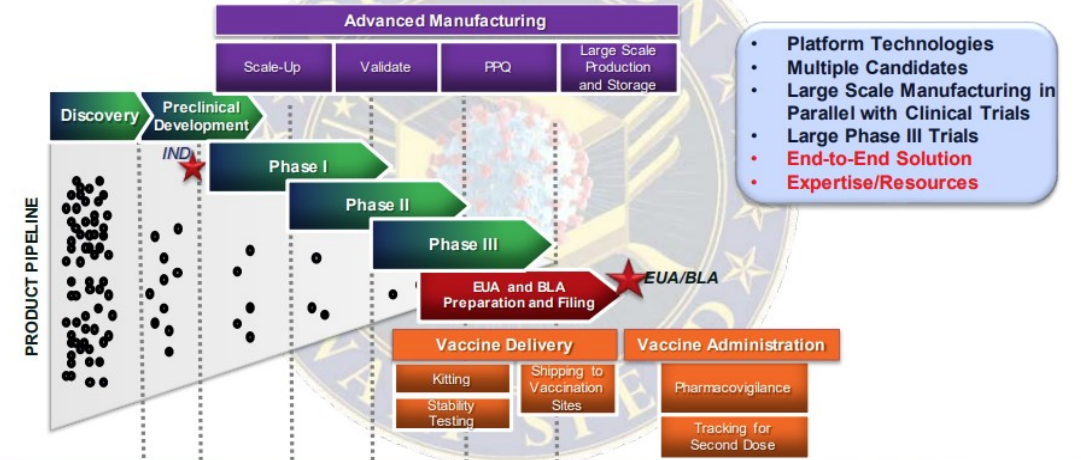 Advanced Manufacturing
Scale-Up
Validate
PPQ
Large Scale
Production
and Storage
• Platform Technologies
• Multiple Candidates
• Large Scale Manufacturing in
Parallel with Clinical Trials
• Large Phase III Trials
• End-to-End Solution
• Expertise/Resources
Discovery
Preclinical
Development
IND
Phase I
Phase II
Phase III
PRODUCT PIPELINE
EUA and BLA
Preparation and Filing
EUA/BLA
Vaccine Delivery
Kitting
Stability
Testing
Shipping to
Vaccination
Sites
Vaccine Administration
Pharmacovigilance
Tracking for
Second Dose